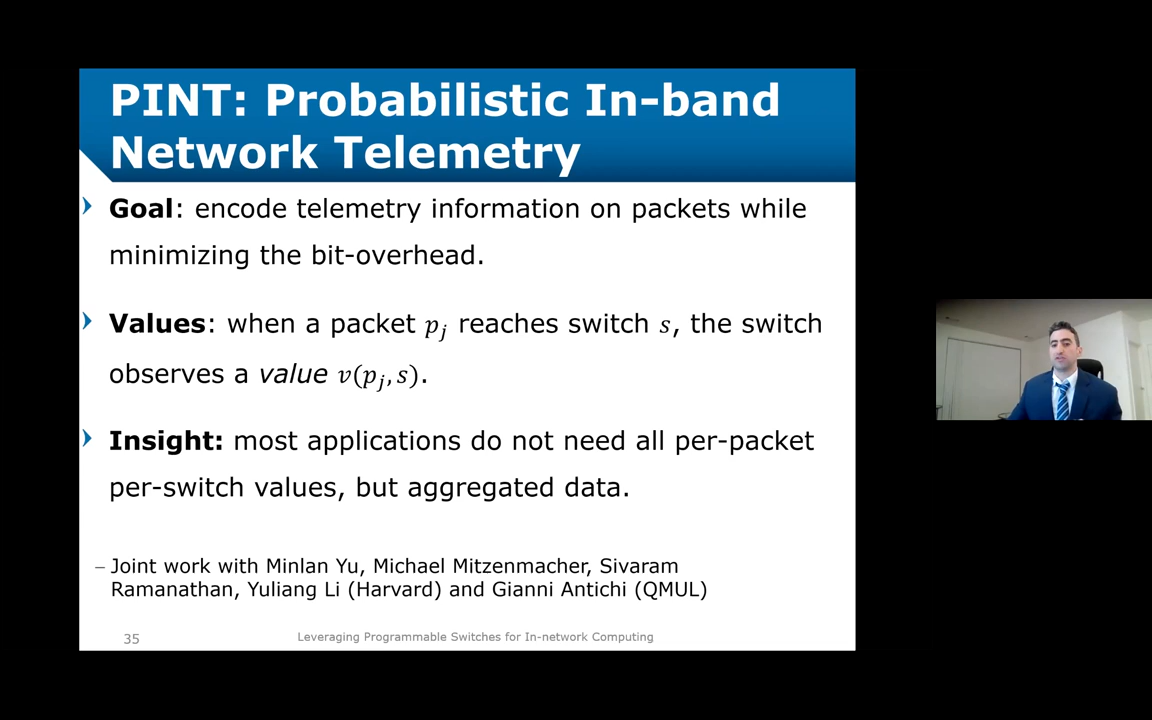 PINT: Probabilistic In-band
Network Telemetry
Goal: encode telemetry information on packets while
minimizing the bit-overhead.
Values: when a packet pⱼ reaches switch s, the switch
observes a value v(pⱼ, s).
Insight: most applications do not need all per-packet
per-switch values, but aggregated data.
– Joint work with Minlan Yu, Michael Mitzenmacher, Sivaram
Ramanathan, Yuliang Li (Harvard) and Gianni Antichi (QMUL)
35
Leveraging Programmable Switches for In-network Computing